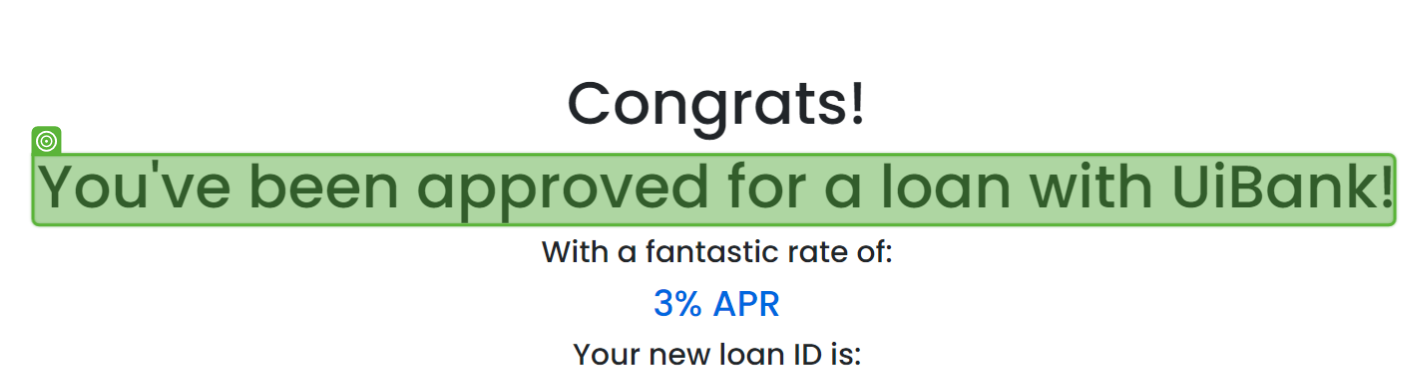 Congrats!
You've been approved for a loan with UiBank!
With a fantastic rate of:
3% APR
Your new loan ID is: